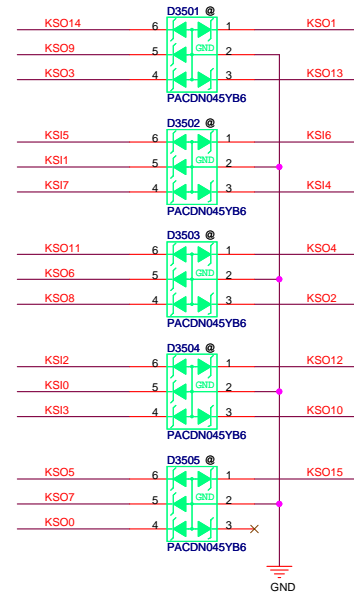 D3501 @
KSO14 6 1 KSO1
KSO9 5 GND 2
KSO3 4 3 KSO13
PACDN045YB6
D3502 @
KSI5 6 1 KSI6
KSI1 5 GND 2
KSI7 4 3 KSI4
PACDN045YB6
D3503 @
KSO11 6 1 KSO4
KSO6 5 GND 2
KSO8 4 3 KSO2
PACDN045YB6
D3504 @
KSI2 6 1 KSO12
KSI0 5 GND 2
KSI3 4 3 KSO10
PACDN045YB6
D3505 @
KSO5 6 1 KSO15
KSO7 5 GND 2
KSO0 4 3
PACDN045YB6
GND